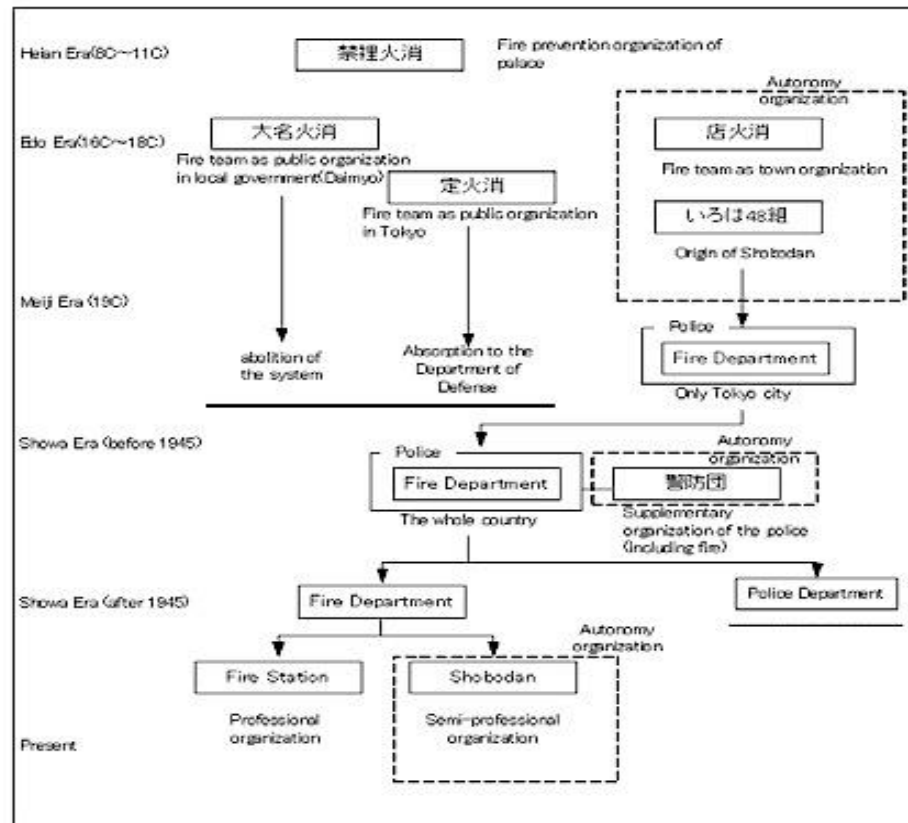 Heian Era(8C～11C)
禁裡火消
Fire prevention organization of
palace
Autonomy
organization
Edo Era(16C～18C)
大名火消
Fire team as public organization
in local government(Daimyo)
定火消
Fire team as public organization
in Tokyo
店火消
Fire team as town organization
いろは48組
Origin of Shobodan
Meiji Era (19C)
abolition of
the system
Absorption to the
Department of
Defense
Police
Fire Department
Only Tokyo city
Showa Era (before 1945)
Police
Fire Department
The whole country
Autonomy
organization
警防団
Supplementary
organization of the police
(including fire)
Showa Era (after 1945)
Fire Department
Police Department
Autonomy
organization
Fire Station
Shobodan
Professional
organization
Semi-professional
organization
Present